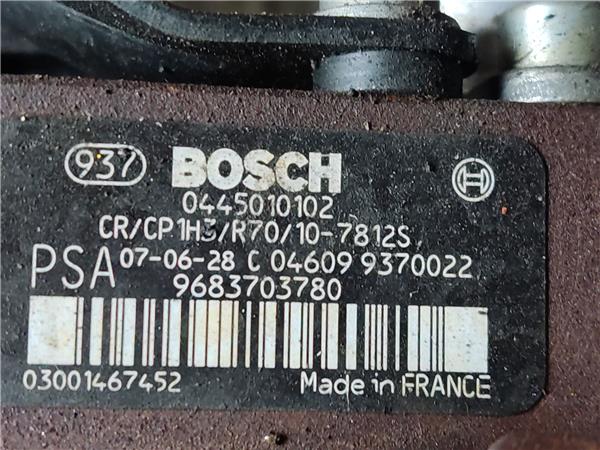 937 BOSCH
0445010102
CR/CP1H3/R70/10-7812S
PSA 07-06-28 C 04609 9370022
9683703780
03001467452 Made in FRANCE